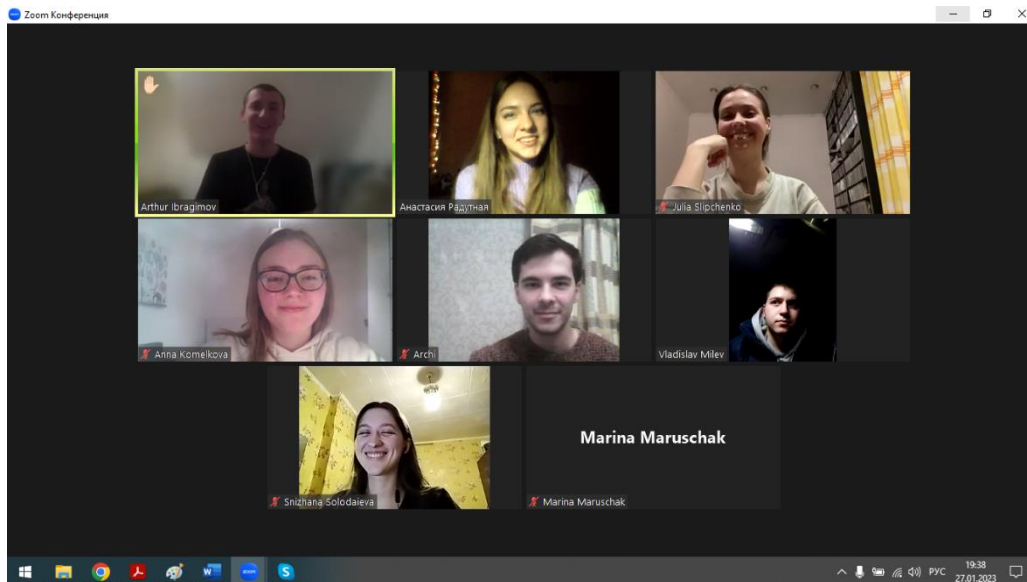 Zoom Конференция
Arthur Ibragimov
Анастасия Радутная
Julia Slipchenko
Anna Komelkova
Archi
Vladislav Milev
Snizhana Solodaieva
Marina Maruschak
Marina Maruschak
РУС
19:38
27.01.2023